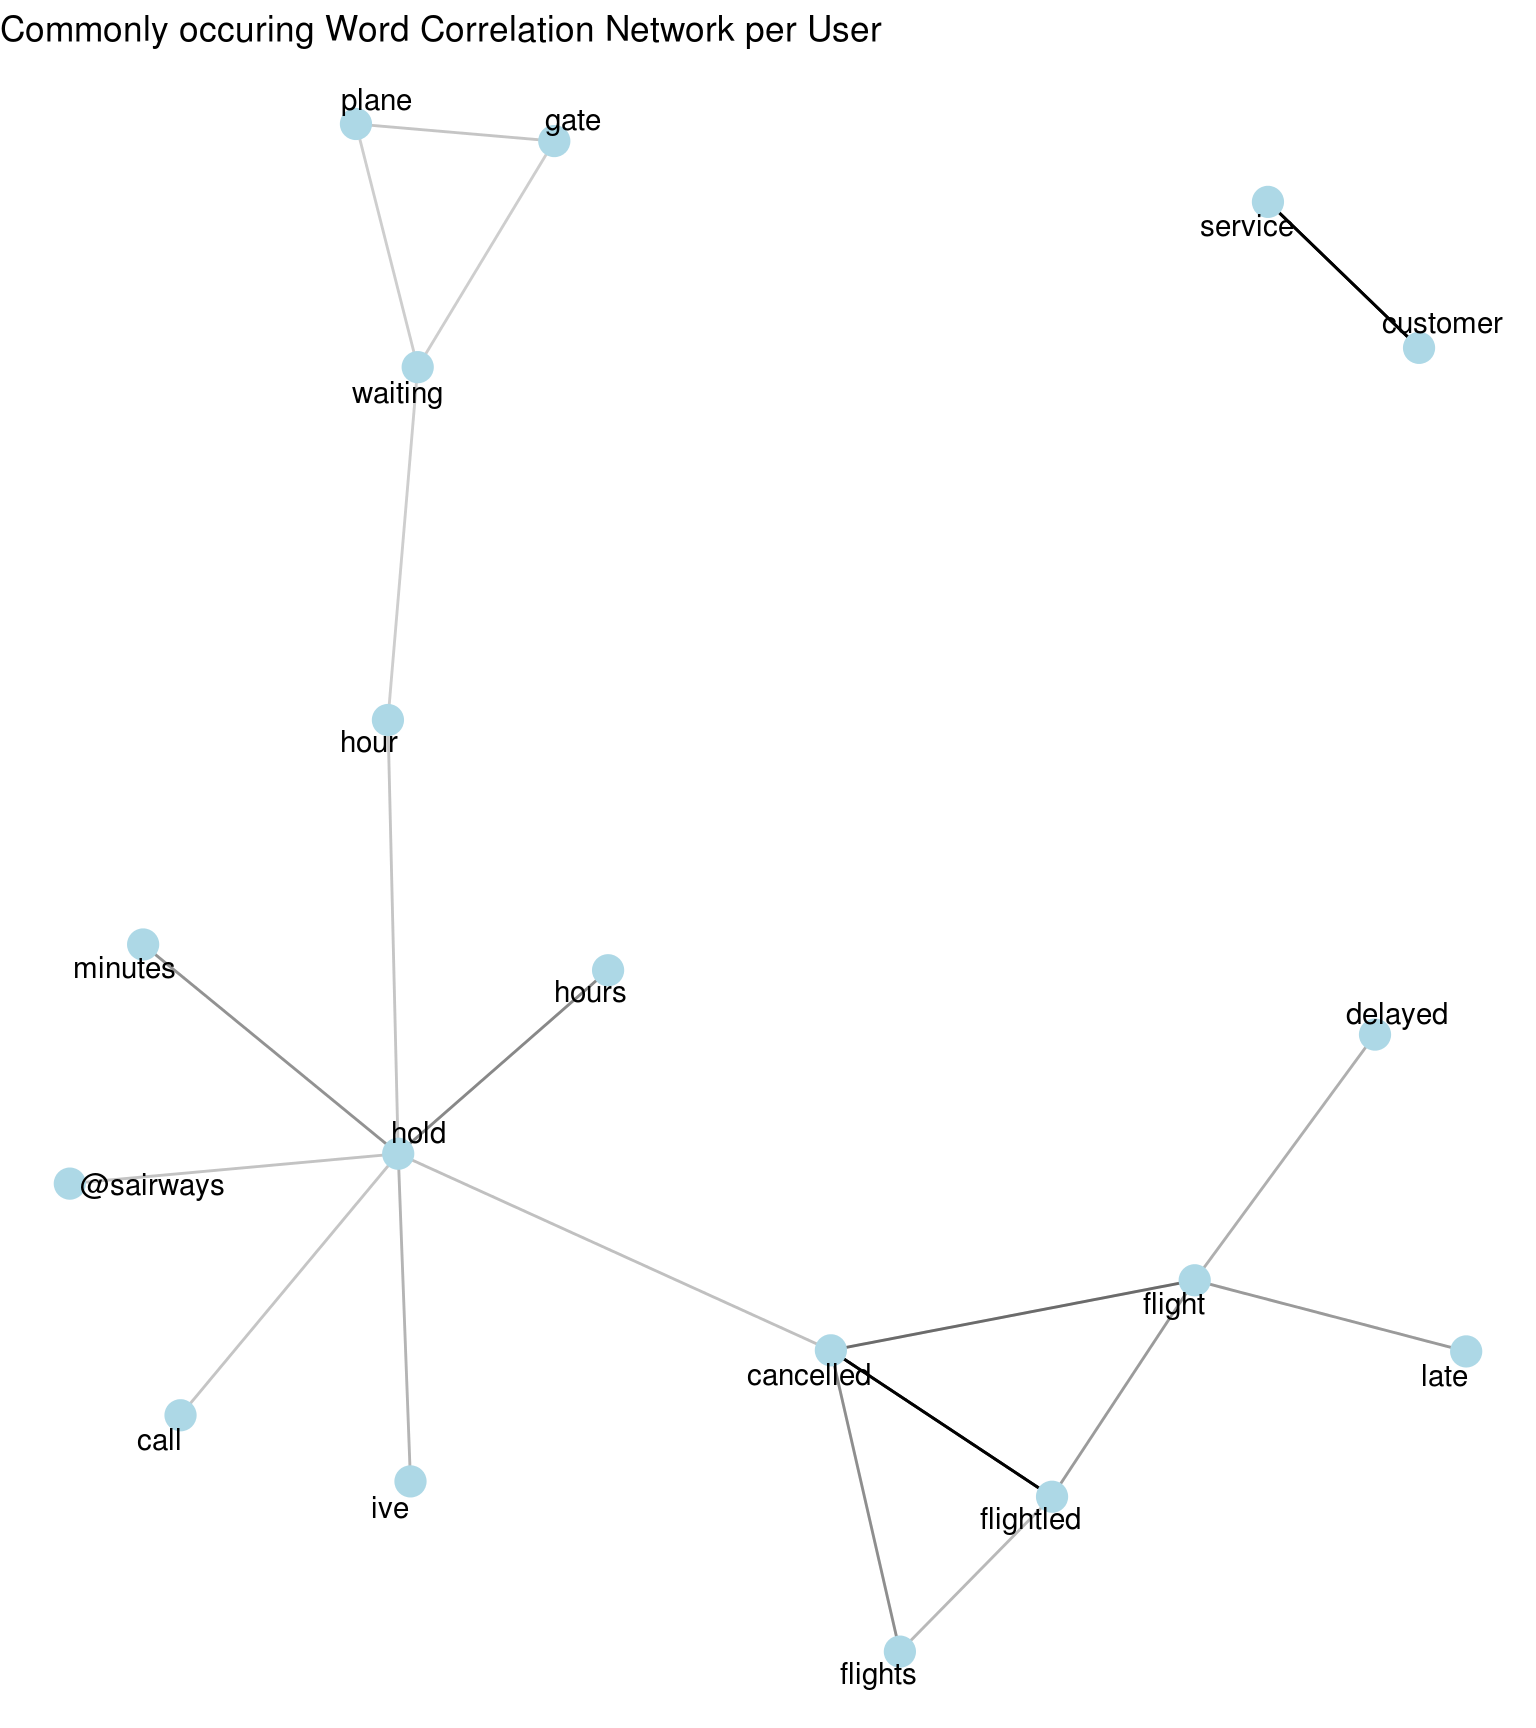 Commonly occuring Word Correlation Network per User
plane
gate
service
customer
waiting
hour
minutes
hours
delayed
hold
@sairways
flight
cancelled
late
call
ive
flightled
flights